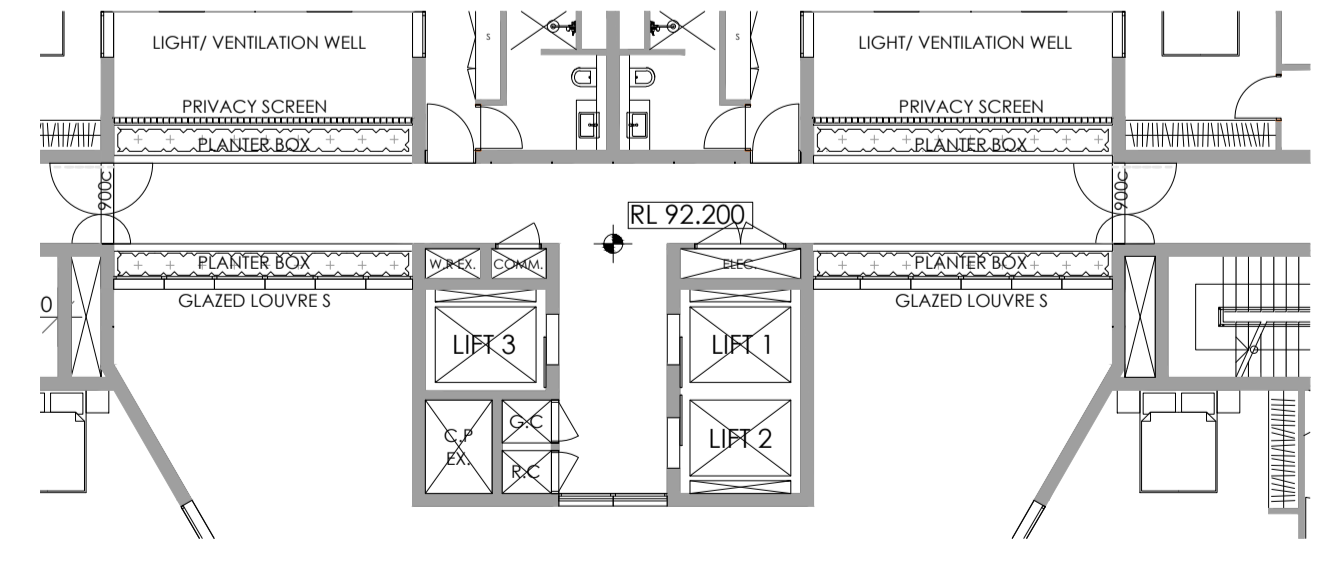 LIGHT/ VENTILATION WELL
S
S
LIGHT/ VENTILATION WELL
PRIVACY SCREEN
PRIVACY SCREEN
PLANTER BOX
PLANTER BOX
900c
900c
RL 92.200
PLANTER BOX
W.R EX.
COMM.
ELEC.
PLANTER BOX
0
GLAZED LOUVRE S
GLAZED LOUVRE S
LIFT 3
LIFT 1
G.C
C.P
EX.
LIFT 2
R.C